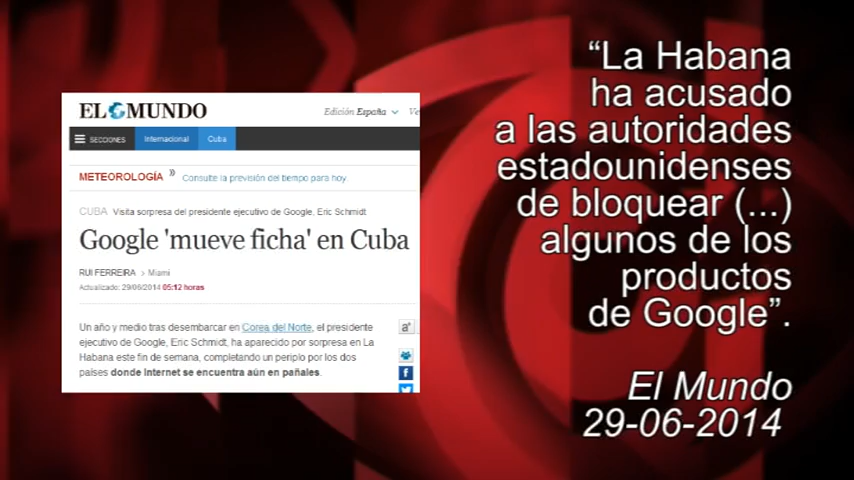 EL MUNDO
Edición España
SECCIONES Internacional Cuba
METEOROLOGÍA » Consulte la previsión del tiempo para hoy.
CUBA Visita sorpresa del presidente ejecutivo de Google, Eric Schmidt
Google 'mueve ficha' en Cuba
RUI FERREIRA > Miami
Actualizado: 29/06/2014 05:12 horas
Un año y medio tras desembarcar en Corea del Norte, el presidente
ejecutivo de Google, Eric Schmidt, ha aparecido por sorpresa en La
Habana este fin de semana, completando un periplo por los dos
países donde Internet se encuentra aún en pañales.
“La Habana
ha acusado
a las autoridades
estadounidenses
de bloquear (...)
algunos de los
productos
de Google”.
El Mundo
29-06-2014